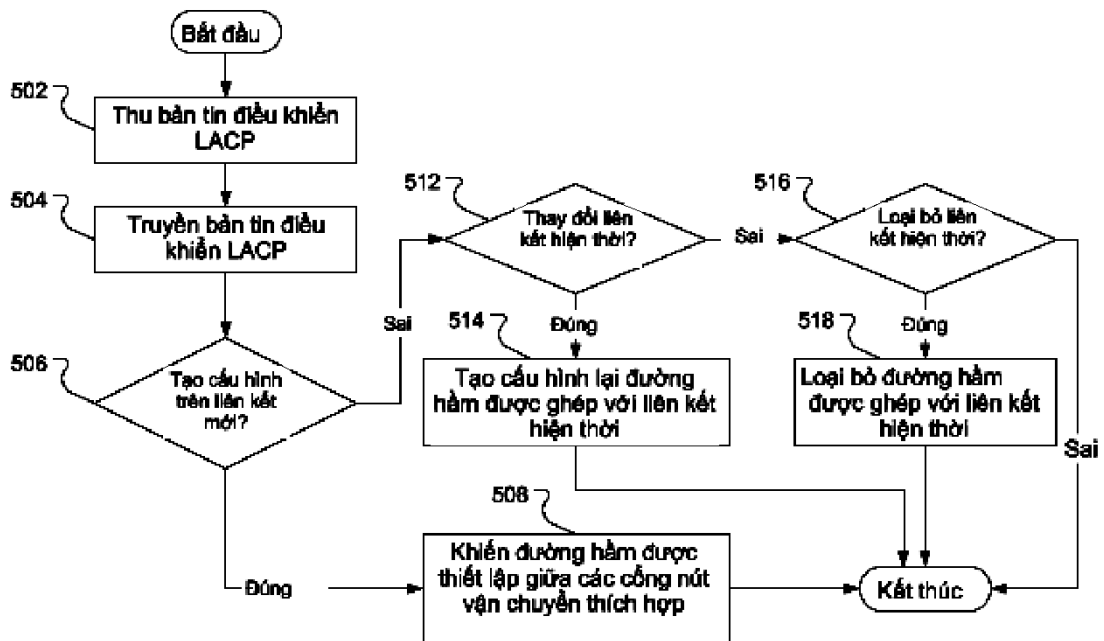 Bắt đầu
502
Thu bản tin điều khiển
LACP
504
Truyền bản tin điều
khiển LACP
506
Tạo cấu hình
trên liên kết
mới?
Sai
512
Thay đổi liên
kết hiện thời?
Sai
516
Loại bỏ liên
kết hiện thời?
514
Đúng
Tạo cấu hình lại đường
hầm được ghép với liên kết
hiện thời
518
Đúng
Loại bỏ đường hầm
được ghép với liên kết
hiện thời
Sai
508
Đúng
Khiến đường hầm được
thiết lập giữa các cổng nút
vận chuyển thích hợp
Kết thúc